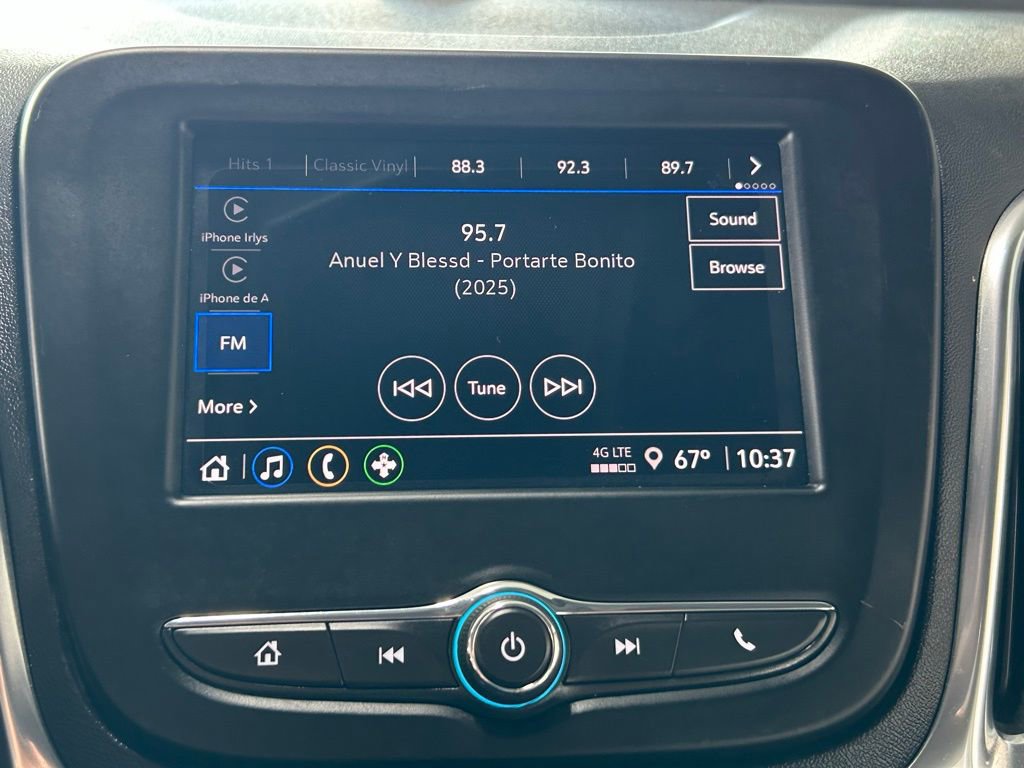 Hits 1 Classic Vinyl 88.3 92.3 89.7
iPhone Irlys
iPhone de A
FM
More
95.7
Anuel Y Blessd - Portarte Bonito
(2025)
Tune
Sound
Browse
4G LTE 67° 10:37